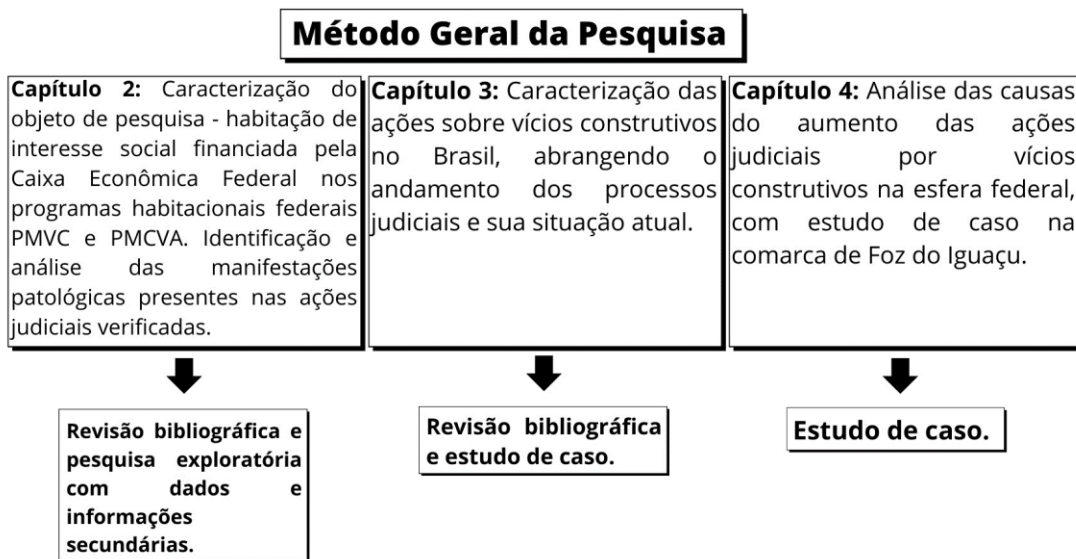 Método Geral da Pesquisa
Capítulo 2: Caracterização do
objeto de pesquisa - habitação de
interesse social financiada pela
Caixa Econômica Federal nos
programas habitacionais federais
PMVC e PMCVA. Identificação e
análise das manifestações
patológicas presentes nas ações
judiciais verificadas.
Capítulo 3: Caracterização das
ações sobre vícios construtivos
no Brasil, abrangendo o
andamento dos processos
judiciais e sua situação atual.
Capítulo 4: Análise das causas
do aumento das ações
judiciais por vícios
construtivos na esfera federal,
com estudo de caso na
comarca de Foz do Iguaçu.
Revisão bibliográfica e
pesquisa exploratória
com dados e
informações
secundárias.
Revisão bibliográfica
e estudo de caso.
Estudo de caso.